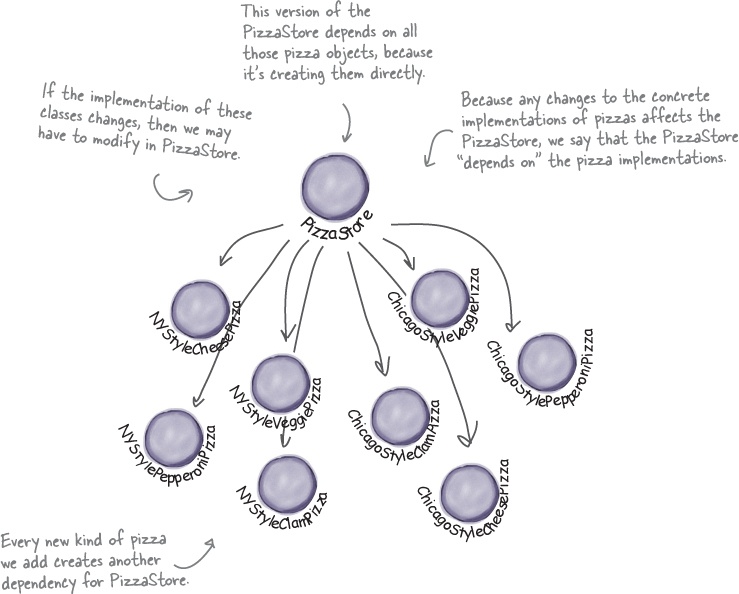 This version of the
PizzaStore depends on all
those pizza objects, because
it's creating them directly.
If the implementation of these
classes changes, then we may
have to modify in PizzaStore.
Because any changes to the concrete
implementations of pizzas affects the
PizzaStore, we say that the PizzaStore
"depends on" the pizza implementations.
PizzaStore
NYStyleCheesePizza
ChicagoStyleVeggiePizza
ChicagoStylePepperoniPizza
NYStyleVeggiePizza
ChicagoStyleClamPizza
NYStylePepperoniPizza
NYStyleClamPizza
ChicagoStyleCheesePizza
Every new kind of pizza
we add creates another
dependency for PizzaStore.